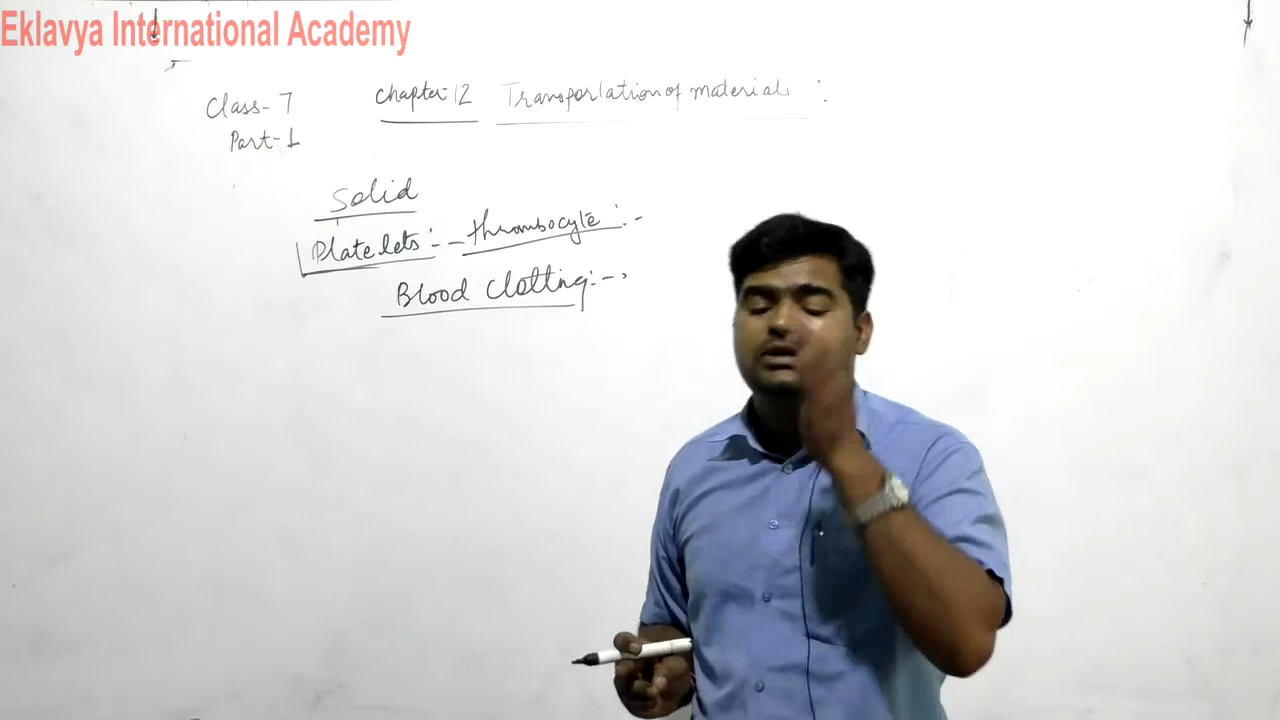 Eklavya International Academy
Class- 7 Chapter 12 Transportation of materials :
Part-1
Solid
Platelets :- thrombocyte :-
Blood Clotting :->